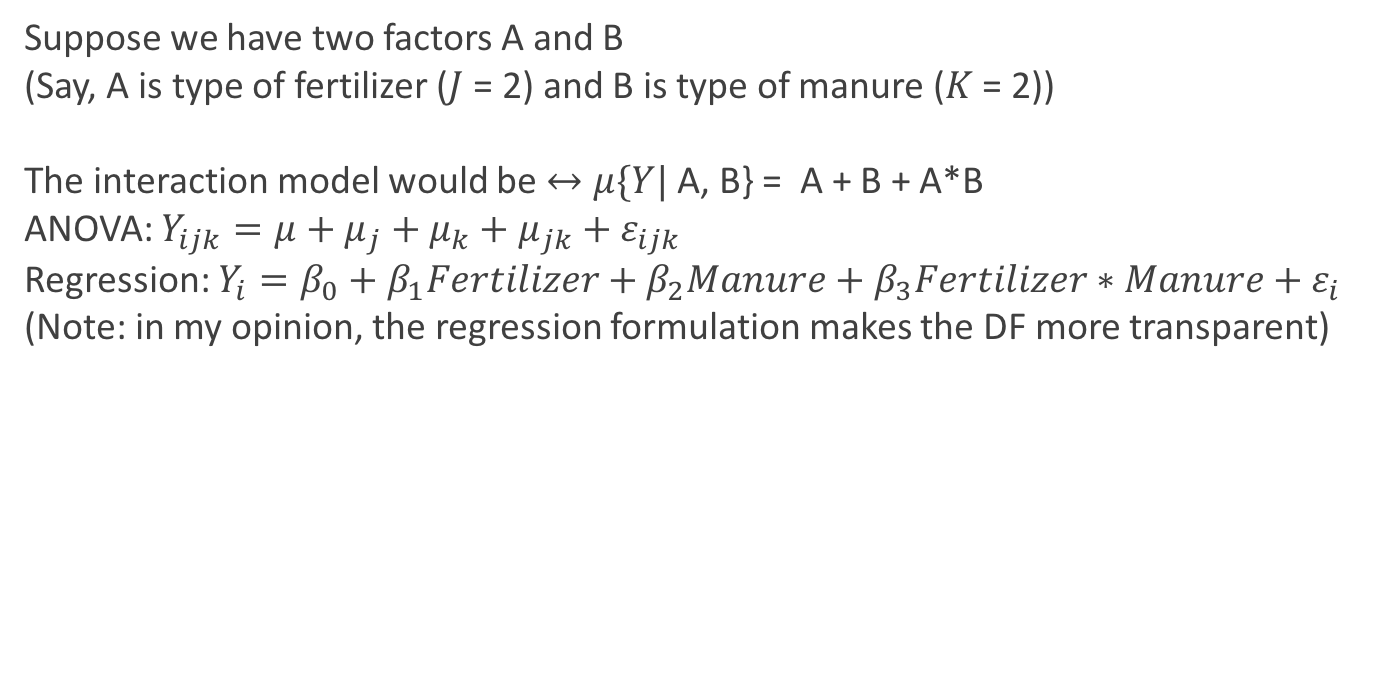 Suppose we have two factors A and B
(Say, A is type of fertilizer (𝐽 = 2) and B is type of manure (𝐾 = 2))
The interaction model would be ↔ 𝜇{𝑌| A, B} = A + B + A*B
ANOVA: 𝑌ᵢⱼₖ = 𝜇 + 𝜇ⱼ + 𝜇ₖ + 𝜇ⱼₖ + 𝜀ᵢⱼₖ
Regression: 𝑌ᵢ = 𝛽₀ + 𝛽₁𝐹𝑒𝑟𝑡𝑖𝑙𝑖𝑧𝑒𝑟 + 𝛽₂𝑀𝑎𝑛𝑢𝑟𝑒 + 𝛽₃𝐹𝑒𝑟𝑡𝑖𝑙𝑖𝑧𝑒𝑟 ∗ 𝑀𝑎𝑛𝑢𝑟𝑒 + 𝜀ᵢ
(Note: in my opinion, the regression formulation makes the DF more transparent)